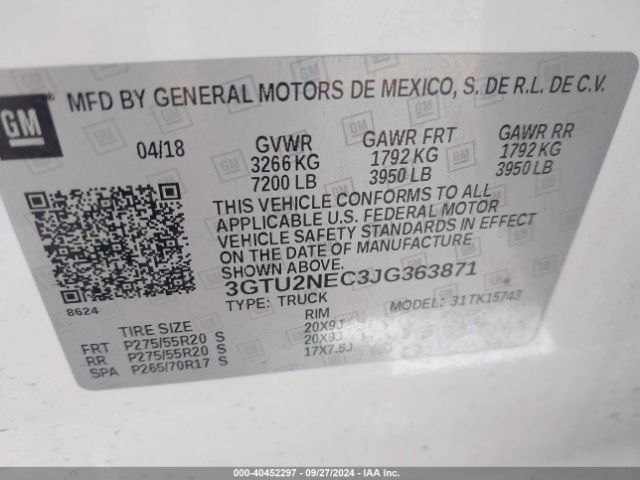 GM ® MFD BY GENERAL MOTORS DE MEXICO, S. DE R.L. DE C.V.
04/18 GVWR GAWR FRT GAWR RR
3266 KG 1792 KG 1792 KG
7200 LB 3950 LB 3950 LB
THIS VEHICLE CONFORMS TO ALL
APPLICABLE U.S. FEDERAL MOTOR
VEHICLE SAFETY STANDARDS IN EFFECT
ON THE DATE OF MANUFACTURE
SHOWN ABOVE.
3GTU2NEC3JG363871
8624 TYPE: TRUCK MODEL: 31TK15743
TIRE SIZE RIM
FRT P275/55R20 S 20X9J
RR P275/55R20 S 20X9J
SPA P265/70R17 S 17X7.5J
000-40452297 - 09/27/2024 - IAA Inc.